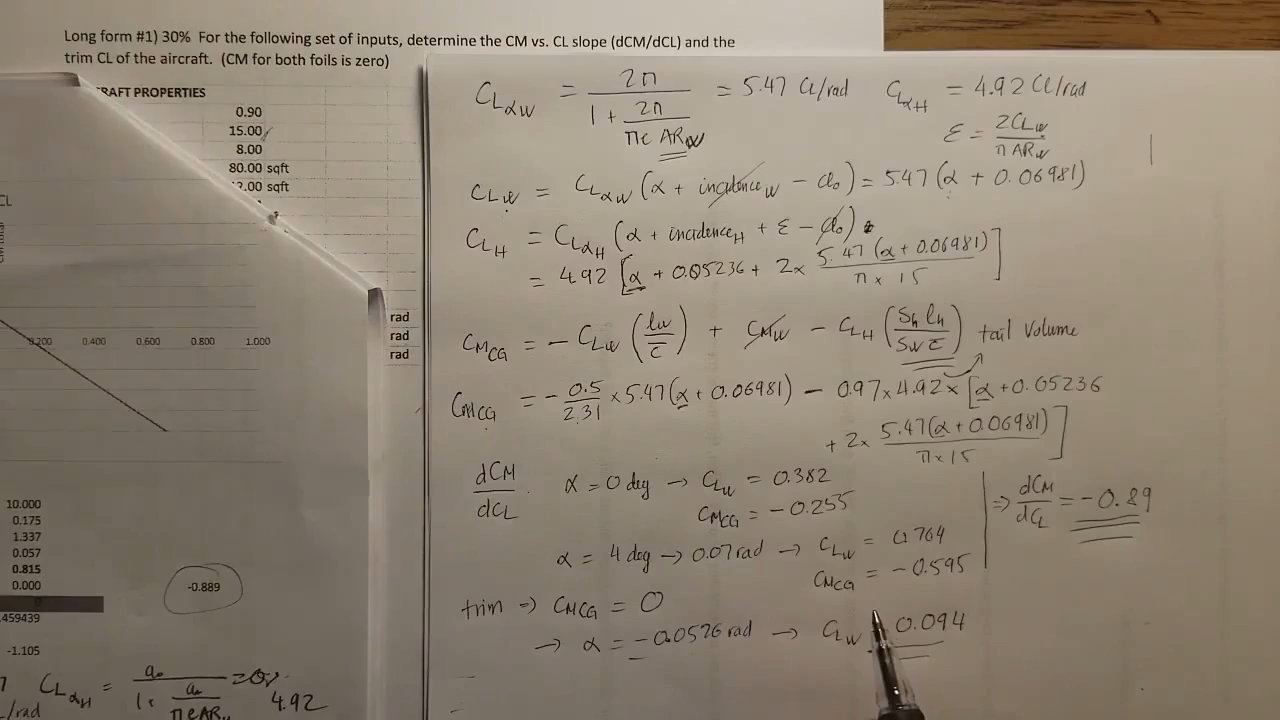 Long form #1) 30% For the following set of inputs, determine the CM vs. CL slope (dCM/dCL) and the
trim CL of the aircraft. (CM for both foils is zero)
RAFT PROPERTIES
0.90
15.00
8.00
80.00 sqft
2.00 sqft
CL
0.200 0.400 0.600 0.800 1.000
rad
rad
rad
10.000
0.175
1.337
0.057
0.815
0.000
-0.889
459439
-1.105
CLαH = a₀ / (1+ a₀/(πeAR)) = 4.92
/rad
CLαW = 2π / (1 + 2π/(πe ARW)) = 5.47 Cl/rad CLαH = 4.92 Cl/rad
ε = 2CLW / (π ARW)
CLW = CLαW (α + incidenceW − α₀) = 5.47 (α + 0.06981)
CLH = CLαH (α + incidenceH + ε − α₀)
= 4.92 [α + 0.05236 + 2× 5.47 (α + 0.06981) / (π × 15)]
CMCG = − CLW (lW / c̄) + CMW − CLH (Sh lh / SW c̄) tail volume
CMCG = − 0.5/2.31 × 5.47(α + 0.06981) − 0.97×4.92× [α + 0.05236
+ 2× 5.47(α + 0.06981) / (π×15)]
dCM/dCL α = 0 deg → CLW = 0.382
CMCG = − 0.255
α = 4 deg → 0.07 rad → CLW = 0.764
CMCG = − 0.595
⇒ dCM/dCL = − 0.89
trim ⇒ CMCG = 0
→ α = −0.0526 rad → CLW 0.094